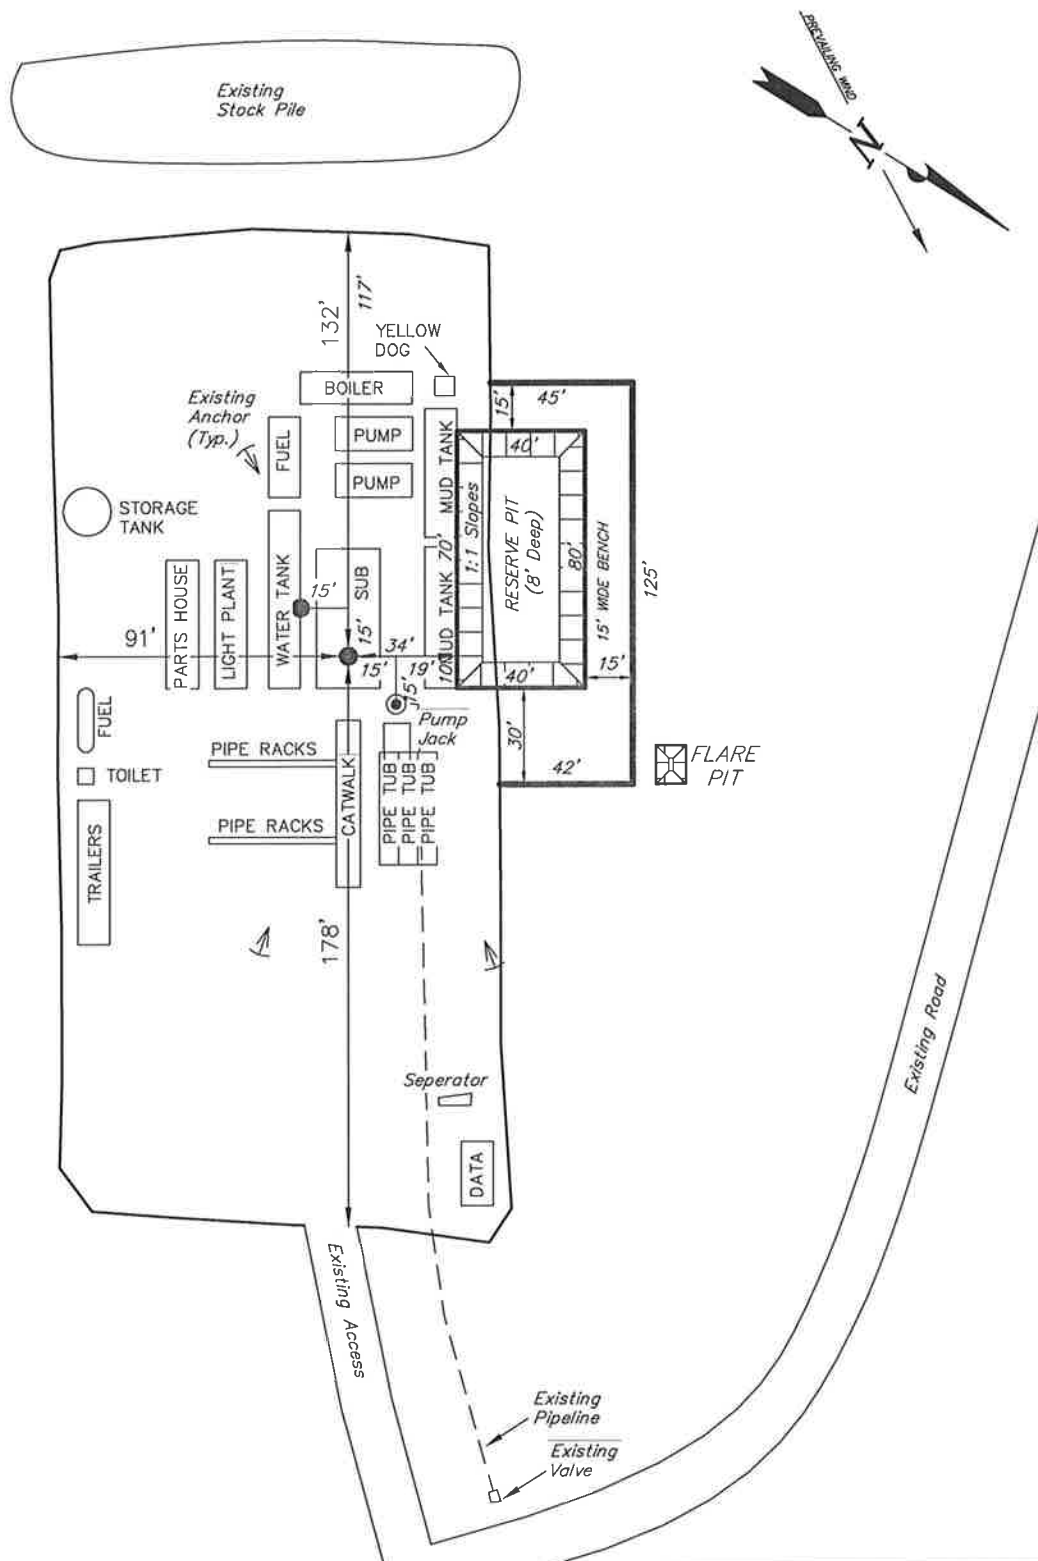 Existing
Stock Pile
PREVAILING WIND
N
132'
117'
YELLOW
DOG
BOILER
Existing
Anchor
(Typ.)
FUEL
PUMP
PUMP
MUD TANK
15'
45'
40'
1:1 Slopes
RESERVE PIT
(8' Deep)
80'
15' WIDE BENCH
125'
STORAGE
TANK
PARTS HOUSE
LIGHT PLANT
WATER TANK
15'
SUB
MUD TANK
70'
91'
15'
34'
15'
19'
10'
40'
15'
15'
30'
Pump
Jack
FUEL
TOILET
PIPE RACKS
PIPE RACKS
CATWALK
PIPE TUB
PIPE TUB
PIPE TUB
42'
FLARE
PIT
TRAILERS
178'
Existing Road
Seperator
DATA
Existing Access
Existing
Pipeline
Existing
Valve